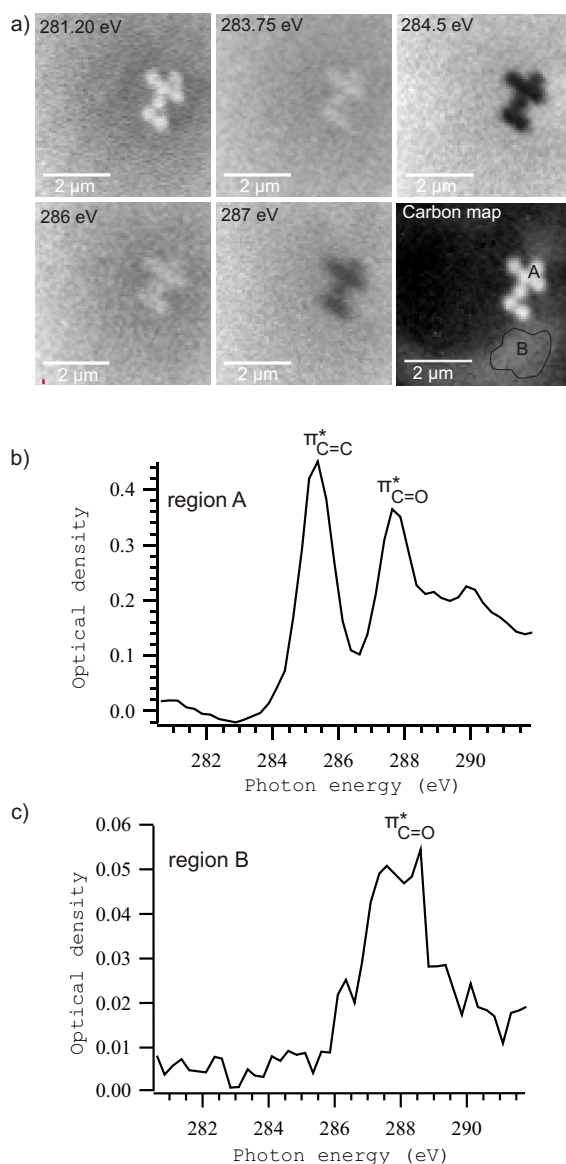 a)
281.20 eV
283.75 eV
284.5 eV
2 µm
2 µm
2 µm
286 eV
287 eV
Carbon map
A
B
2 µm
2 µm
2 µm
b)
π*C=C
π*C=O
region A
0.4
0.3
0.2
0.1
0.0
Optical density
282
284
286
288
290
Photon energy (eV)
c)
π*C=O
region B
0.06
0.05
0.04
0.03
0.02
0.01
0.00
Optical density
282
284
286
288
290
Photon energy (eV)